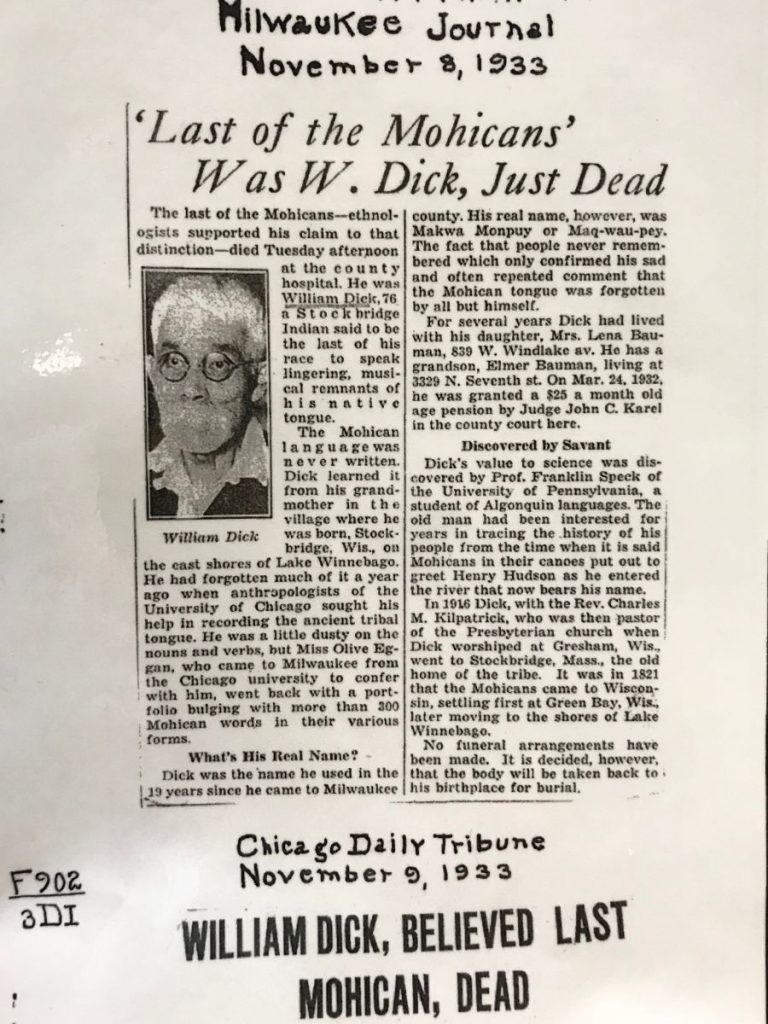 Milwaukee Journal
November 8, 1933
'Last of the Mohicans'
Was W. Dick, Just Dead
The last of the Mohicans—ethnol-
ogists supported his claim to that
distinction—died Tuesday afternoon
at the county
hospital. He was
William Dick, 76
a Stockbridge
Indian said to be
the last of his
race to speak
lingering, musi-
cal remnants of
his native
tongue.
The Mohican
language was
never written.
Dick learned it
from his grand-
mother in the
village where he
was born, Stock-
bridge, Wis., on
William Dick
the east shores of Lake Winnebago.
He had forgotten much of it a year
ago when anthropologists of the
University of Chicago sought his
help in recording the ancient tribal
tongue. He was a little dusty on the
nouns and verbs, but Miss Olive Eg-
gan, who came to Milwaukee from
the Chicago university to confer
with him, went back with a port-
folio bulging with more than 300
Mohican words in their various
forms.
What's His Real Name?
Dick was the name he used in the
19 years since he came to Milwaukee
county. His real name, however, was
Makwa Monpuy or Maq-wau-pey.
The fact that people never remem-
bered which only confirmed his sad
and often repeated comment that
the Mohican tongue was forgotten
by all but himself.
For several years Dick had lived
with his daughter, Mrs. Lena Bau-
man, 839 W. Windlake av. He has a
grandson, Elmer Bauman, living at
3329 N. Seventh st. On Mar. 24, 1932,
he was granted a $25 a month old
age pension by Judge John C. Karel
in the county court here.
Discovered by Savant
Dick's value to science was dis-
covered by Prof. Franklin Speck of
the University of Pennsylvania, a
student of Algonquin languages. The
old man had been interested for
years in tracing the history of his
people from the time when it is said
Mohicans in their canoes put out to
greet Henry Hudson as he entered
the river that now bears his name.
In 1916 Dick, with the Rev. Charles
M. Kilpatrick, who was then pastor
of the Presbyterian church when
Dick worshiped at Gresham, Wis.,
went to Stockbridge, Mass., the old
home of the tribe. It was in 1821
that the Mohicans came to Wiscon-
sin, settling first at Green Bay, Wis.,
later moving to the shores of Lake
Winnebago.
No funeral arrangements have
been made. It is decided, however,
that the body will be taken back to
his birthplace for burial.
Chicago Daily Tribune
November 9, 1933
F902
3DI
WILLIAM DICK, BELIEVED LAST
MOHICAN, DEAD